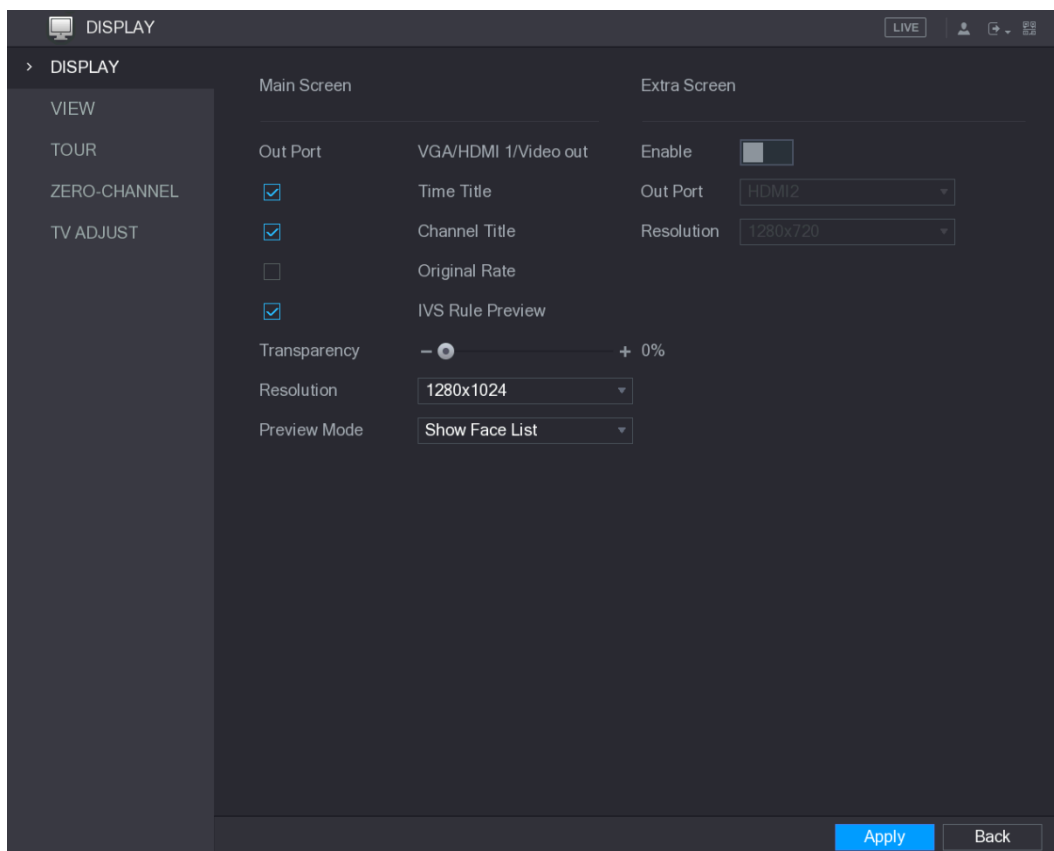 DISPLAY
LIVE
DISPLAY
VIEW
TOUR
ZERO-CHANNEL
TV ADJUST
Main Screen
Out Port VGA/HDMI 1/Video out
Time Title
Channel Title
Original Rate
IVS Rule Preview
Transparency 0%
Resolution 1280x1024
Preview Mode Show Face List
Extra Screen
Enable
Out Port HDMI2
Resolution 1280x720
Apply
Back